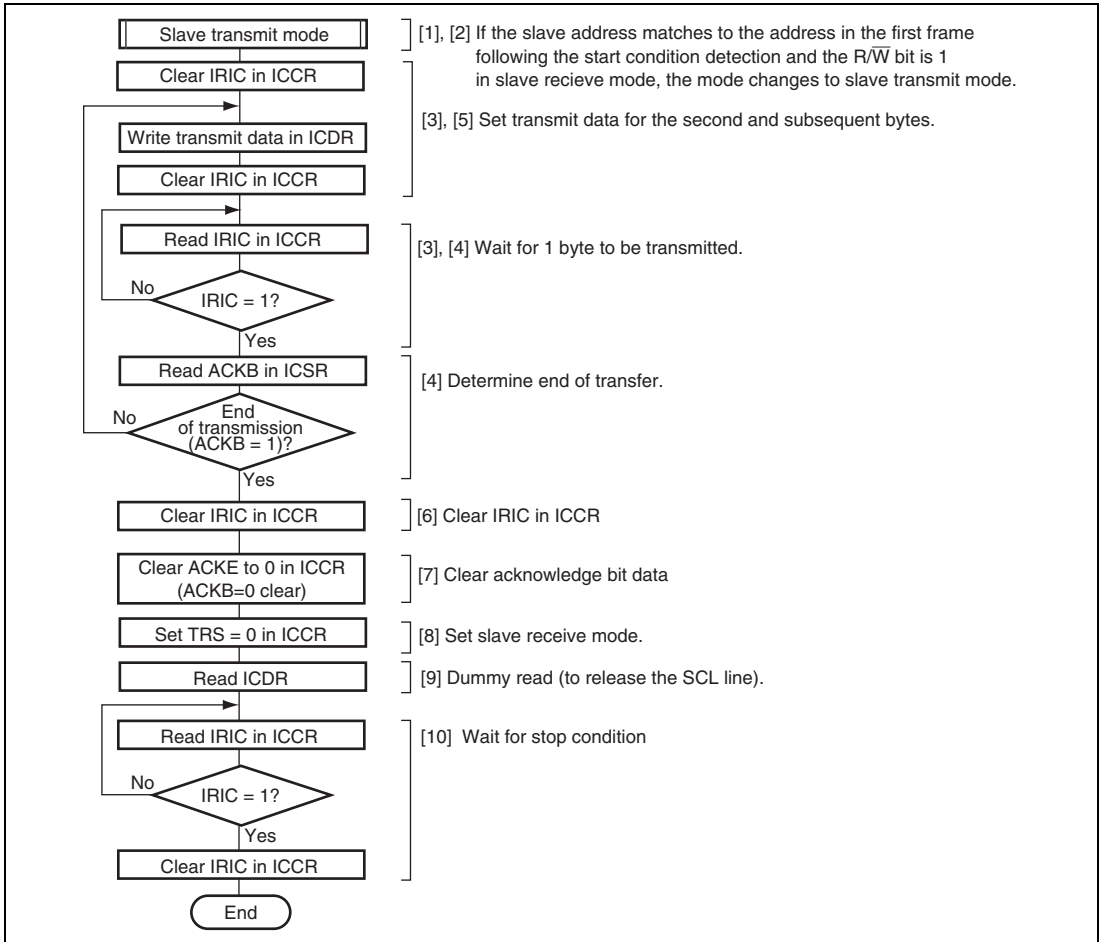 Slave transmit mode
[1], [2] If the slave address matches to the address in the first frame
following the start condition detection and the R/W̅ bit is 1
in slave recieve mode, the mode changes to slave transmit mode.
Clear IRIC in ICCR
[3], [5] Set transmit data for the second and subsequent bytes.
Write transmit data in ICDR
Clear IRIC in ICCR
Read IRIC in ICCR
[3], [4] Wait for 1 byte to be transmitted.
No
IRIC = 1?
Yes
Read ACKB in ICSR
[4] Determine end of transfer.
No
End
of transmission
(ACKB = 1)?
Yes
Clear IRIC in ICCR
[6] Clear IRIC in ICCR
Clear ACKE to 0 in ICCR
(ACKB=0 clear)
[7] Clear acknowledge bit data
Set TRS = 0 in ICCR
[8] Set slave receive mode.
Read ICDR
[9] Dummy read (to release the SCL line).
Read IRIC in ICCR
[10] Wait for stop condition
No
IRIC = 1?
Yes
Clear IRIC in ICCR
End